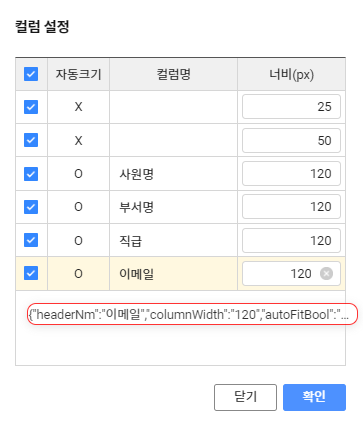 컬럼 설정
자동크기 컬럼명 너비(px)
X 25
X 50
O 사원명 120
O 부서명 120
O 직급 120
O 이메일 120
{"headerNm":"이메일","columnWidth":"120","autoFitBool":"...
닫기 확인